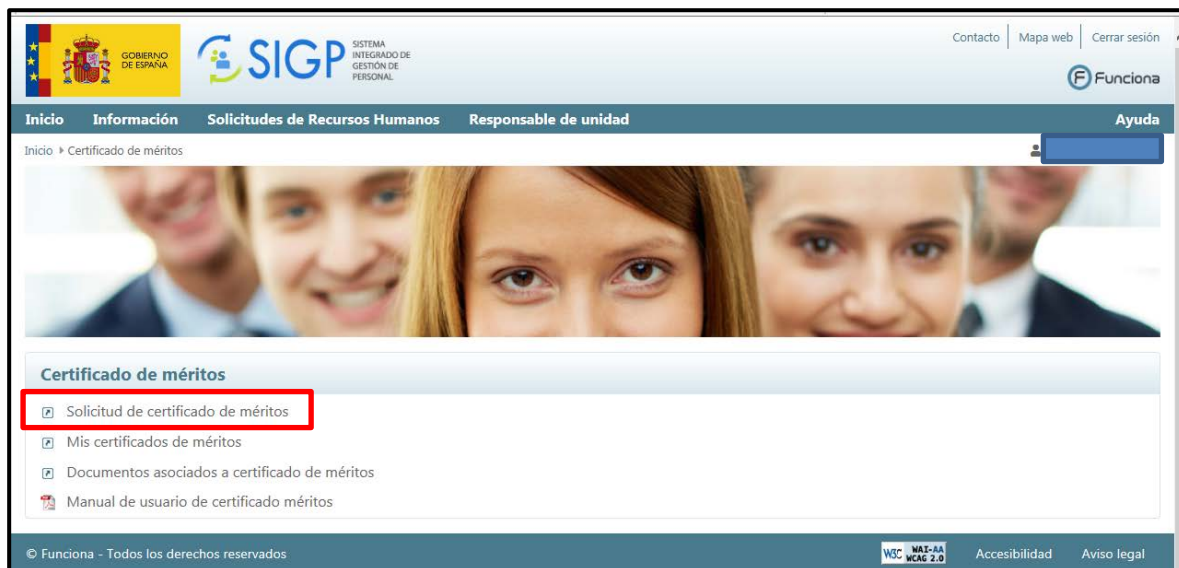 GOBIERNO
DE ESPAÑA
SIGP
SISTEMA
INTEGRADO DE
GESTIÓN DE
PERSONAL
Contacto | Mapa web | Cerrar sesión
F Funciona
Inicio Información Solicitudes de Recursos Humanos Responsable de unidad Ayuda
Inicio Certificado de méritos
Certificado de méritos
Solicitud de certificado de méritos
Mis certificados de méritos
Documentos asociados a certificado de méritos
Manual de usuario de certificado méritos
© Funciona - Todos los derechos reservados W3C WAI-AA WCAG 2.0 Accesibilidad Aviso legal